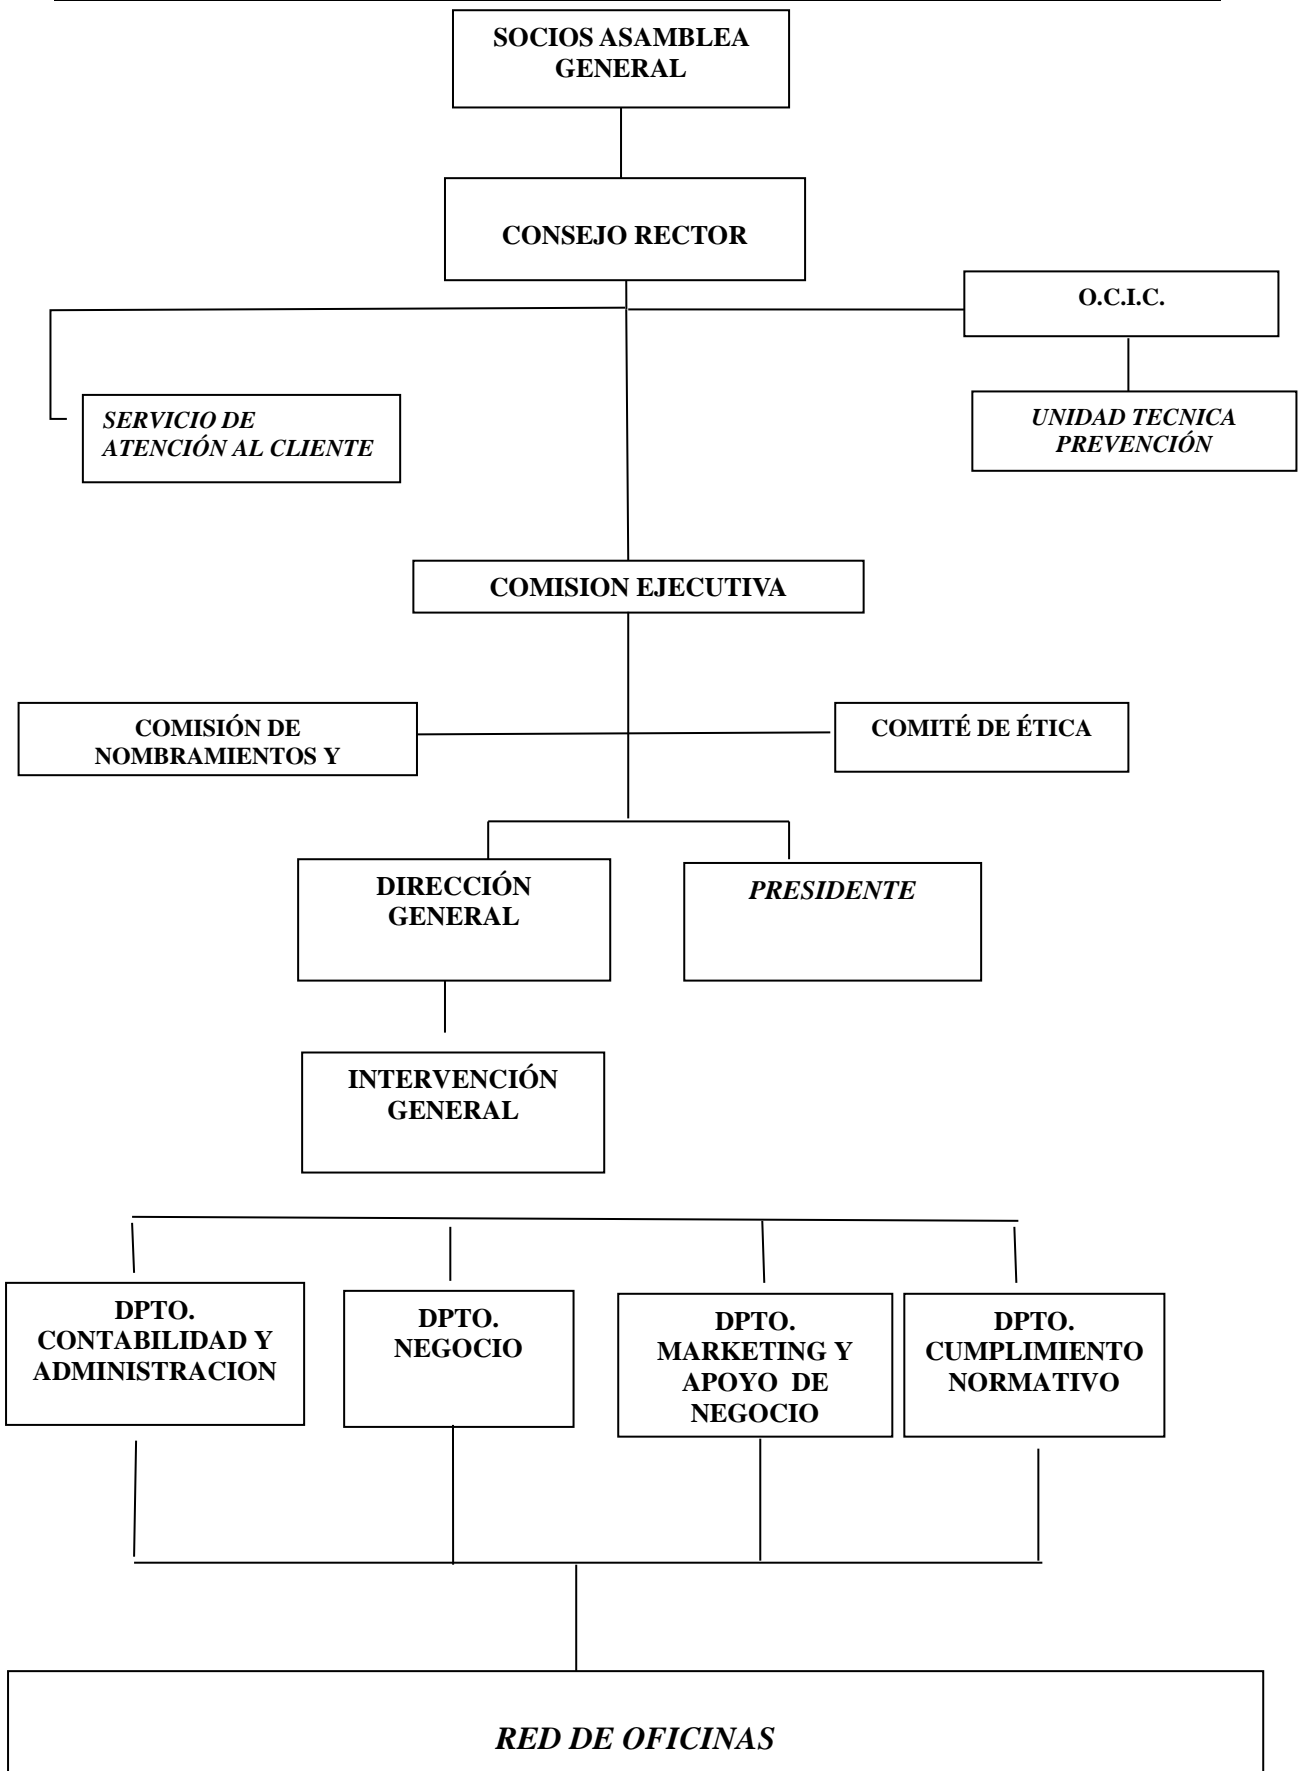 SOCIOS ASAMBLEA
GENERAL
CONSEJO RECTOR
O.C.I.C.
SERVICIO DE
ATENCIÓN AL CLIENTE
UNIDAD TECNICA
PREVENCIÓN
COMISION EJECUTIVA
COMISIÓN DE
NOMBRAMIENTOS Y
COMITÉ DE ÉTICA
DIRECCIÓN
GENERAL
PRESIDENTE
INTERVENCIÓN
GENERAL
DPTO.
CONTABILIDAD Y
ADMINISTRACION
DPTO.
NEGOCIO
DPTO.
MARKETING Y
APOYO DE
NEGOCIO
DPTO.
CUMPLIMIENTO
NORMATIVO
RED DE OFICINAS